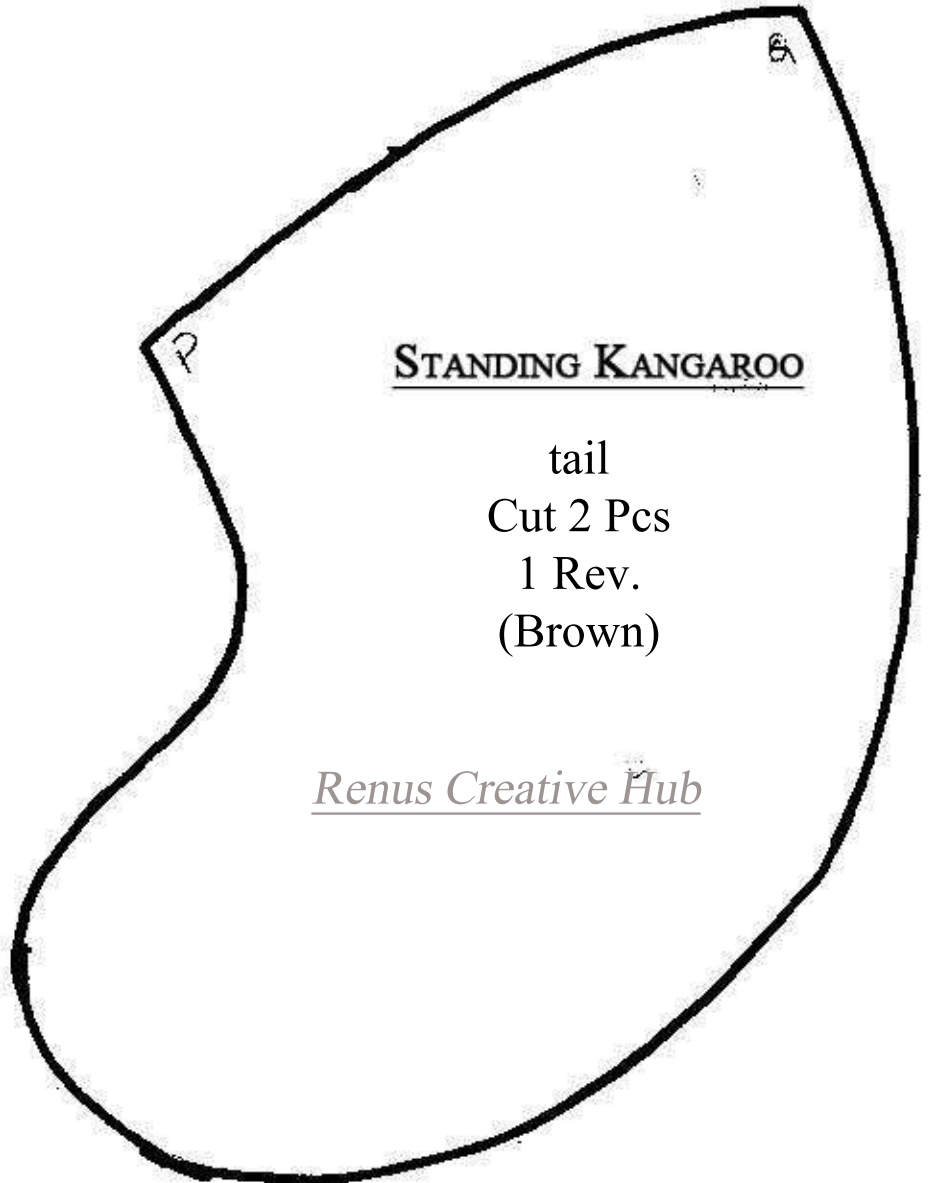 P
STANDING KANGAROO
tail
Cut 2 Pcs
1 Rev.
(Brown)
Renus Creative Hub